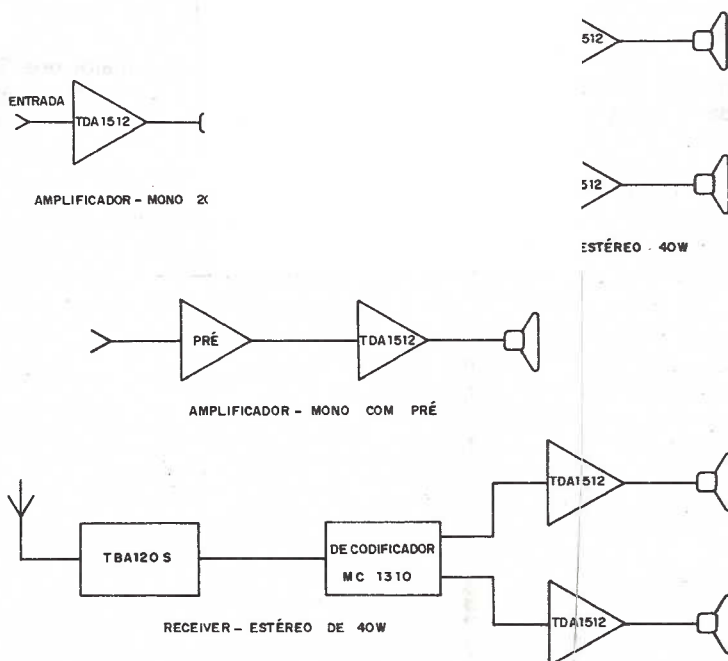 512
ENTRADA
TDA1512
AMPLIFICADOR - MONO
512
ESTÉREO - 40W
PRÉ
TDA1512
AMPLIFICADOR - MONO COM PRÉ
TDA1512
TBA120 S
DECODIFICADOR
MC 1310
RECEIVER - ESTÉREO DE 40W
TDA1512